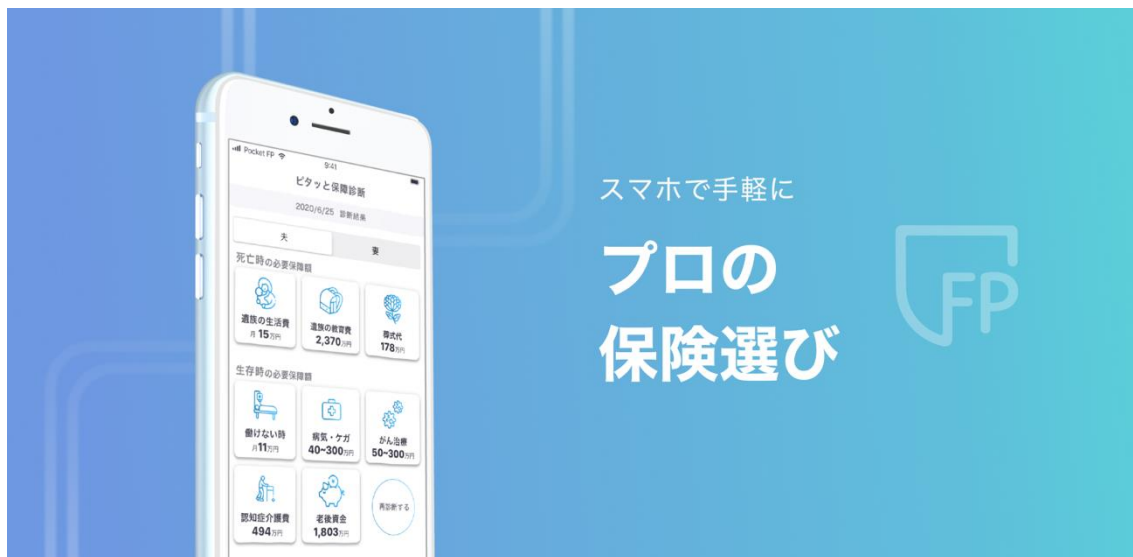 Pocket FP
9:41
ピタッと保障診断
2020/6/25 診断結果
夫
妻
死亡時の必要保障額
遺族の生活費
月 15万円
遺族の教育費
2,370万円
葬式代
178万円
生存時の必要保障額
働けない時
月11万円
病気・ケガ
40~300万円
がん治療
50~300万円
認知症介護費
494万円
老後資金
1,803万円
再診断する
スマホで手軽に
プロの
保険選び
FP